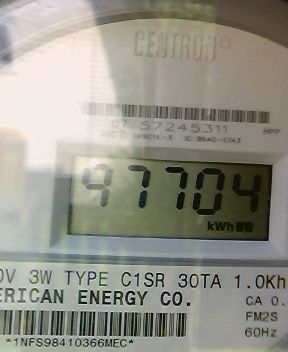 CENTRON®
57245311
HPP
97704
kWh
0V 3W TYPE C1SR 30TA 1.0Kh
ERICAN ENERGY CO.
CA 0.
FM2S
60Hz
*1NFS98410366MEC*